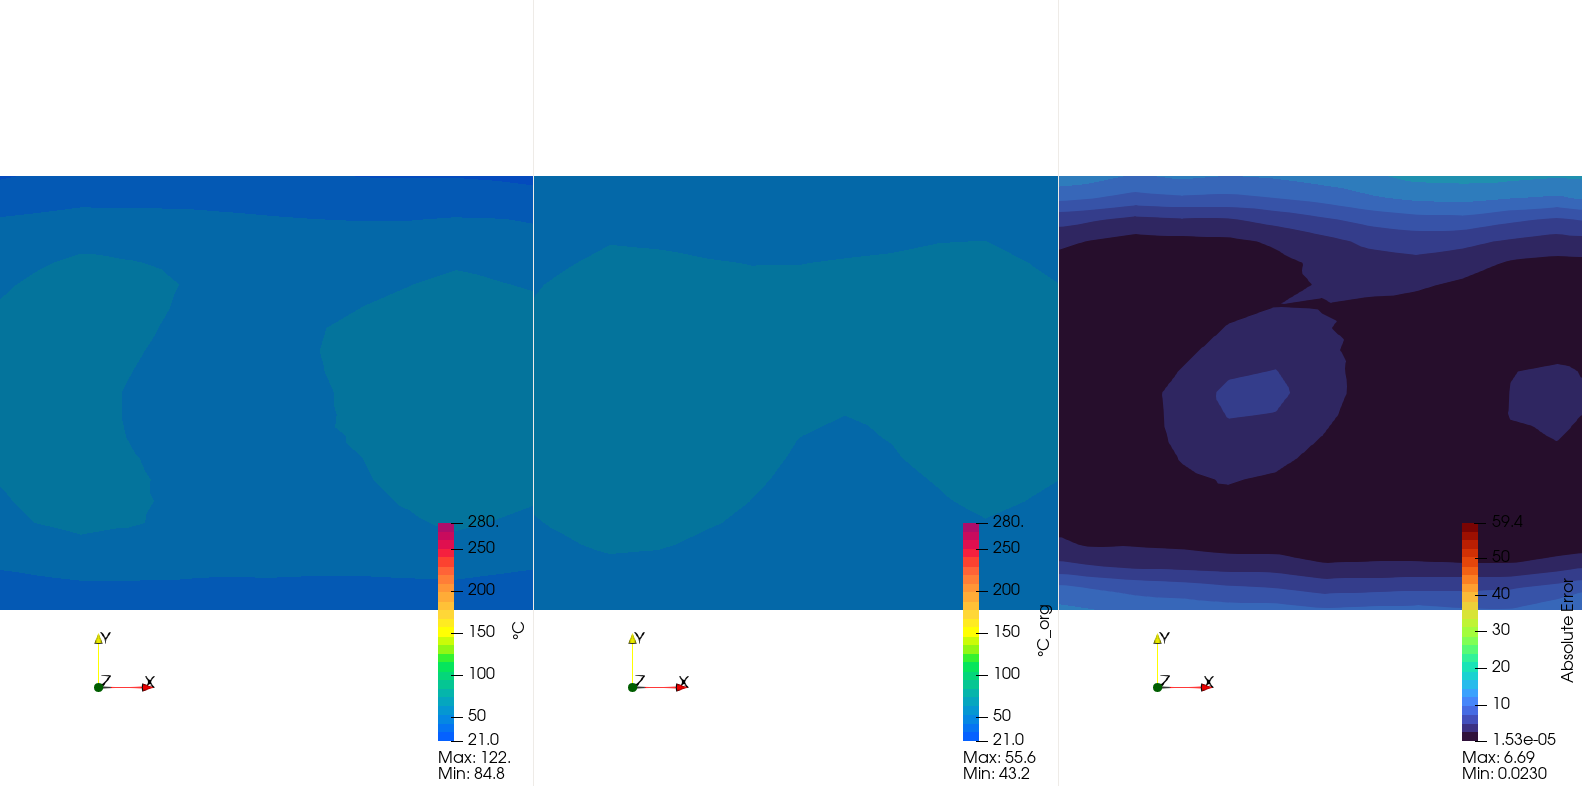 280.
250
200
150
100
50
21.0
°C
Max: 122.
Min: 84.8
Y
Z
X
280.
250
200
150
100
50
21.0
°C_org
Max: 55.6
Min: 43.2
Y
Z
X
59.4
50
40
30
20
10
1.53e-05
Absolute Error
Max: 6.69
Min: 0.0230
Y
Z
X